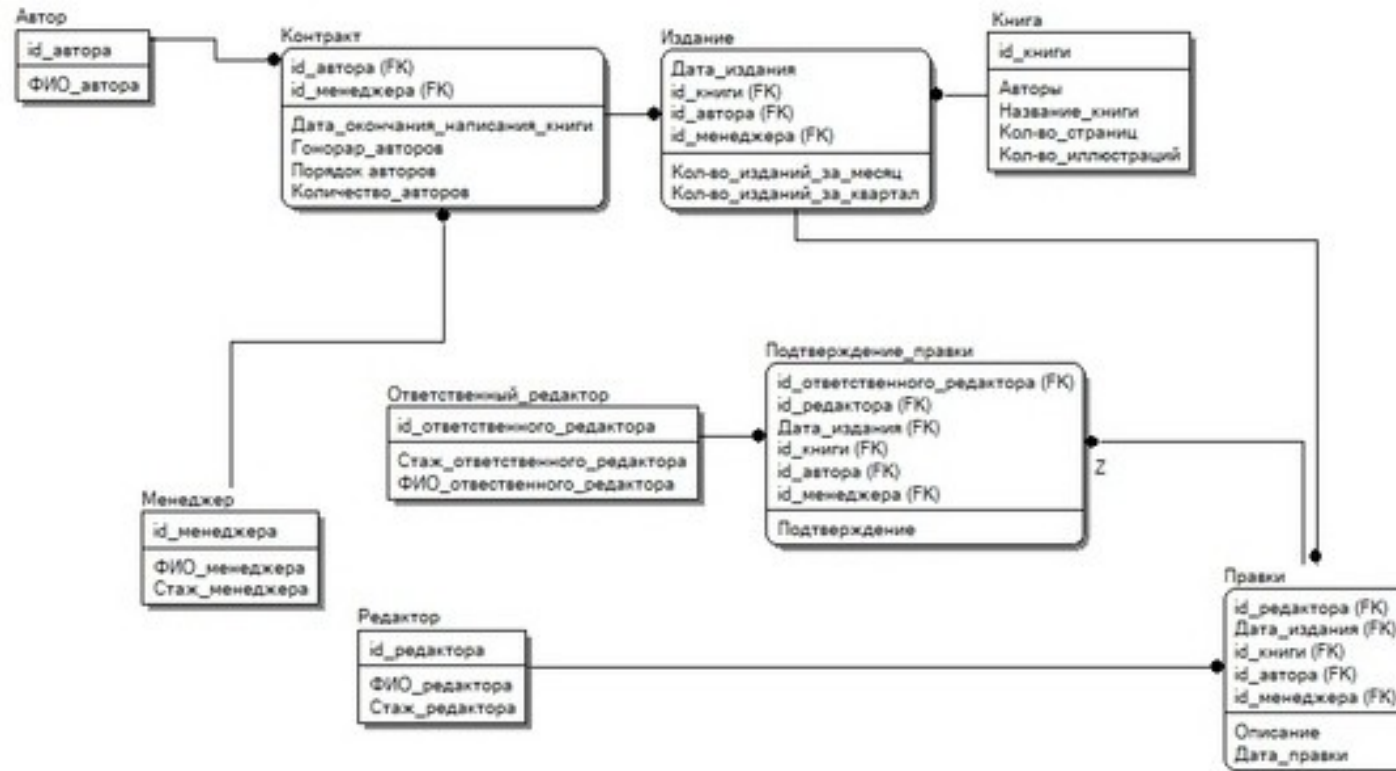 Автор
id_автора
ФИО_автора
Контракт
id_автора (FK)
id_менеджера (FK)
Дата_окончания_написания_книги
Гонорар_авторов
Порядок авторов
Количество_авторов
Издание
Дата_издания
id_книги (FK)
id_автора (FK)
id_менеджера (FK)
Кол-во_изданий_за_месяц
Кол-во_изданий_за_квартал
Книга
id_книги
Авторы
Название_книги
Кол-во_страниц
Кол-во_иллюстраций
Подтверждение_правки
id_ответственного_редактора (FK)
id_редактора (FK)
Дата_издания (FK)
id_книги (FK)
id_автора (FK)
id_менеджера (FK)
Подтверждение
Z
Ответственный_редактор
id_ответственного_редактора
Стаж_ответственного_редактора
ФИО_отвественного_редактора
Менеджер
id_менеджера
ФИО_менеджера
Стаж_менеджера
Редактор
id_редактора
ФИО_редактора
Стаж_редактора
Правки
id_редактора (FK)
Дата_издания (FK)
id_книги (FK)
id_автора (FK)
id_менеджера (FK)
Описание
Дата_правки